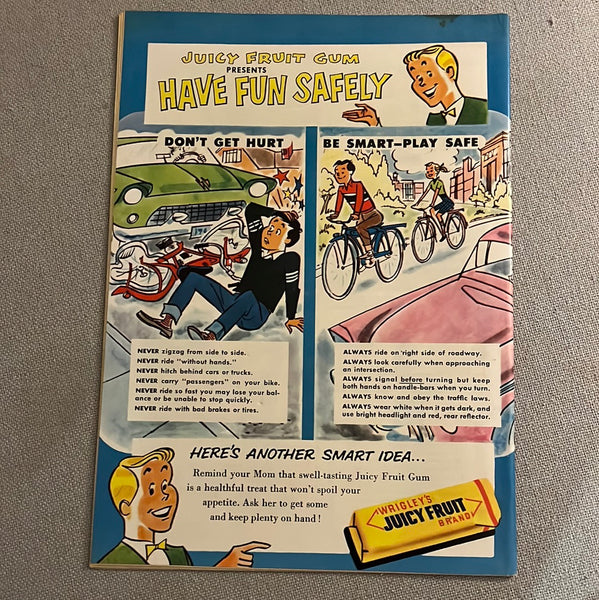 JUICY FRUIT GUM
PRESENTS
HAVE FUN SAFELY
DON'T GET HURT
NEVER zigzag from side to side.
NEVER ride "without hands."
NEVER hitch behind cars or trucks.
NEVER carry "passengers" on your bike.
NEVER ride so fast you may lose your bal-
ance or be unable to stop quickly.
NEVER ride with bad brakes or tires.
BE SMART—PLAY SAFE
ALWAYS ride on right side of roadway.
ALWAYS look carefully when approaching
an intersection.
ALWAYS signal before turning but keep
both hands on handle-bars when you turn.
ALWAYS know and obey the traffic laws.
ALWAYS wear white when it gets dark, and
use bright headlight and red, rear reflector.
HERE'S ANOTHER SMART IDEA...
Remind your Mom that swell-tasting Juicy Fruit Gum
is a healthful treat that won't spoil your
appetite. Ask her to get some
and keep plenty on hand!
WRIGLEY'S
JUICY FRUIT
BRAND